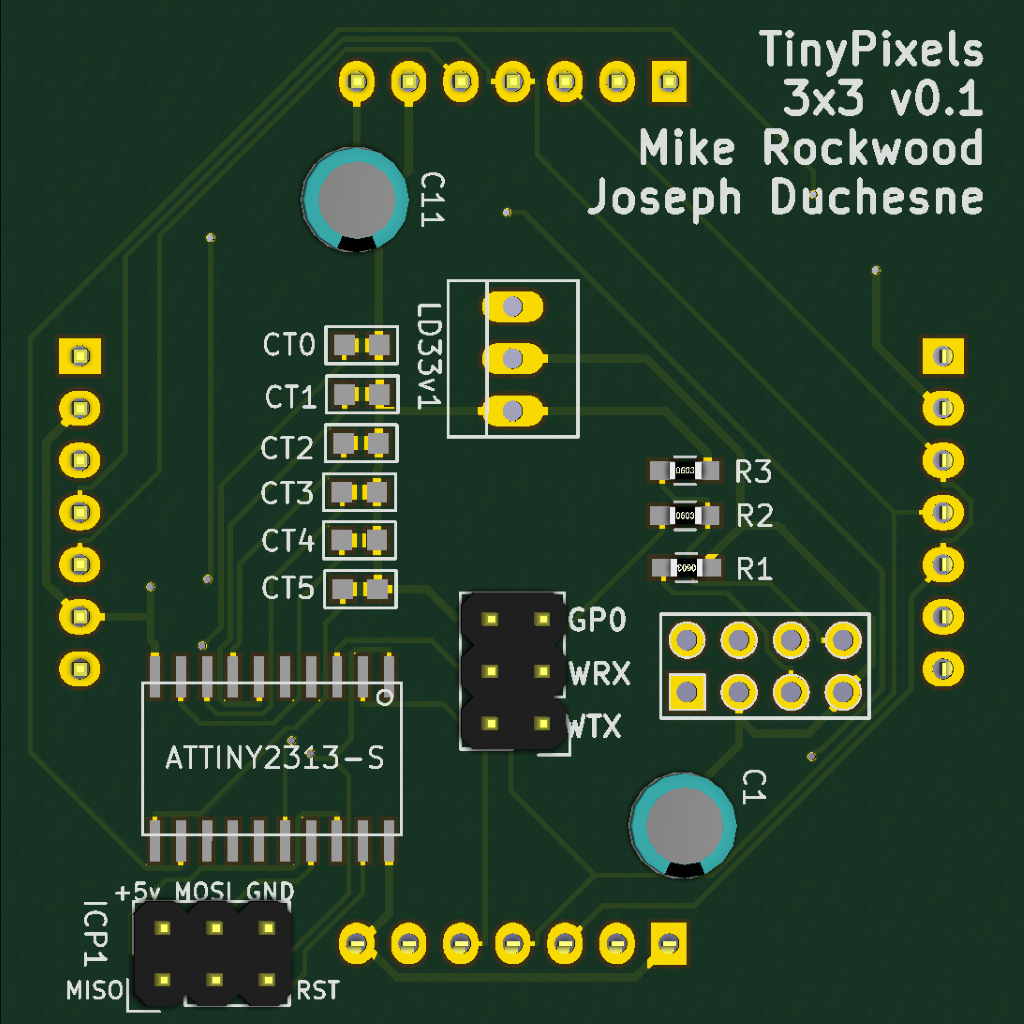 TinyPixels
3x3 v0.1
Mike Rockwood
Joseph Duchesne
C11
LD33v1
CT0
CT1
CT2
CT3
CT4
CT5
0603 R3
0603 R2
0603 R1
GP0
WRX
WTX
ATTINY2313-S
C1
+5v MOSI GND
ICP1
MISO RST